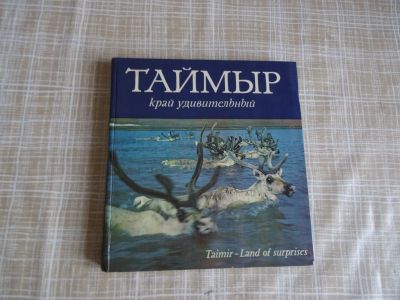 ТАЙМЫР
край удивительный
Taimir - Land of surprises